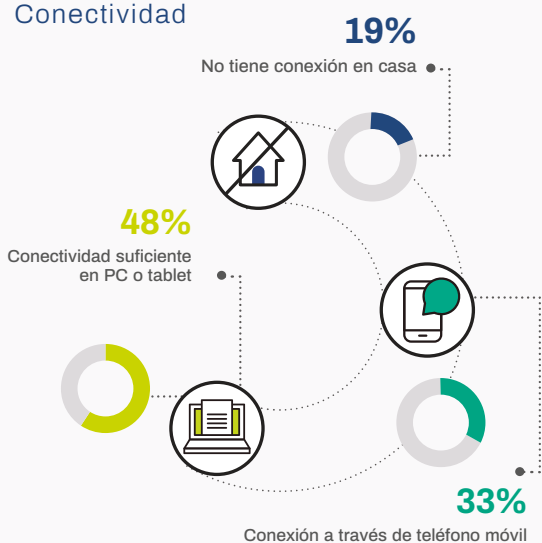 Conectividad
19%
No tiene conexión en casa
48%
Conectividad suficiente
en PC o tablet
33%
Conexión a través de teléfono móvil